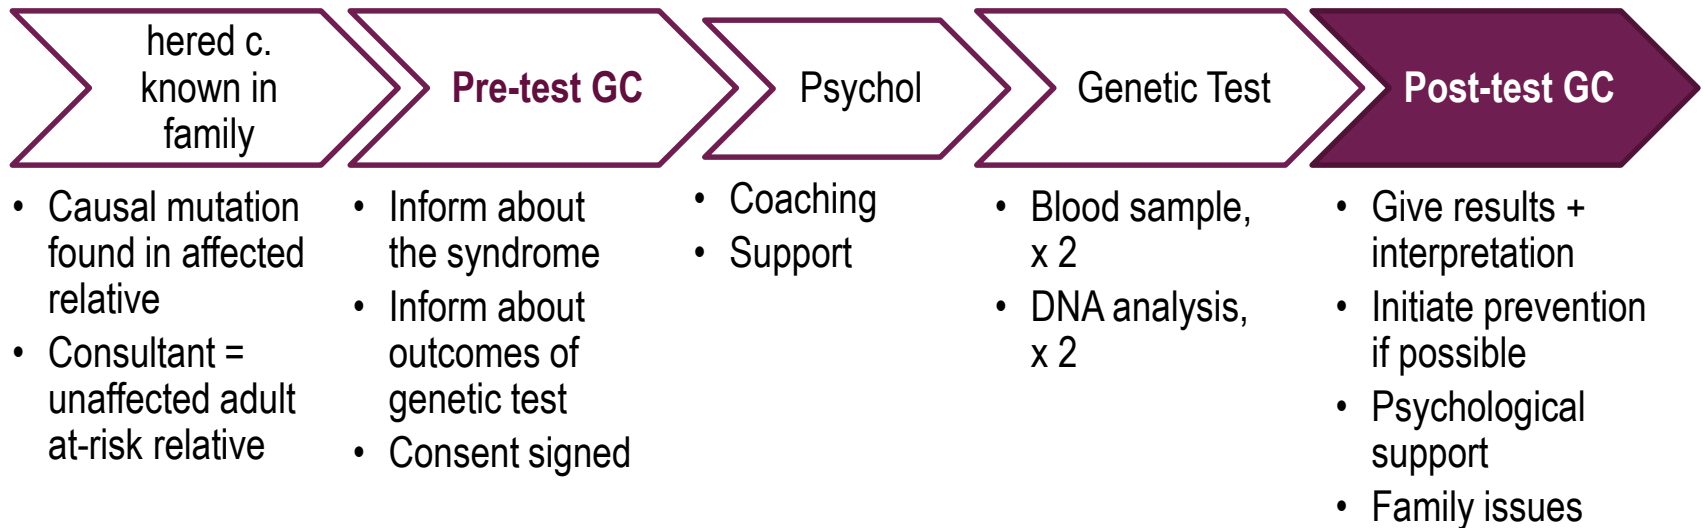 hered c.
known in
family
Pre-test GC
Psychol
Genetic Test
Post-test GC
• Causal mutation
found in affected
relative
• Consultant =
unaffected adult
at-risk relative
• Inform about
the syndrome
• Inform about
outcomes of
genetic test
• Consent signed
• Coaching
• Support
• Blood sample,
x 2
• DNA analysis,
x 2
• Give results +
interpretation
• Initiate prevention
if possible
• Psychological
support
• Family issues